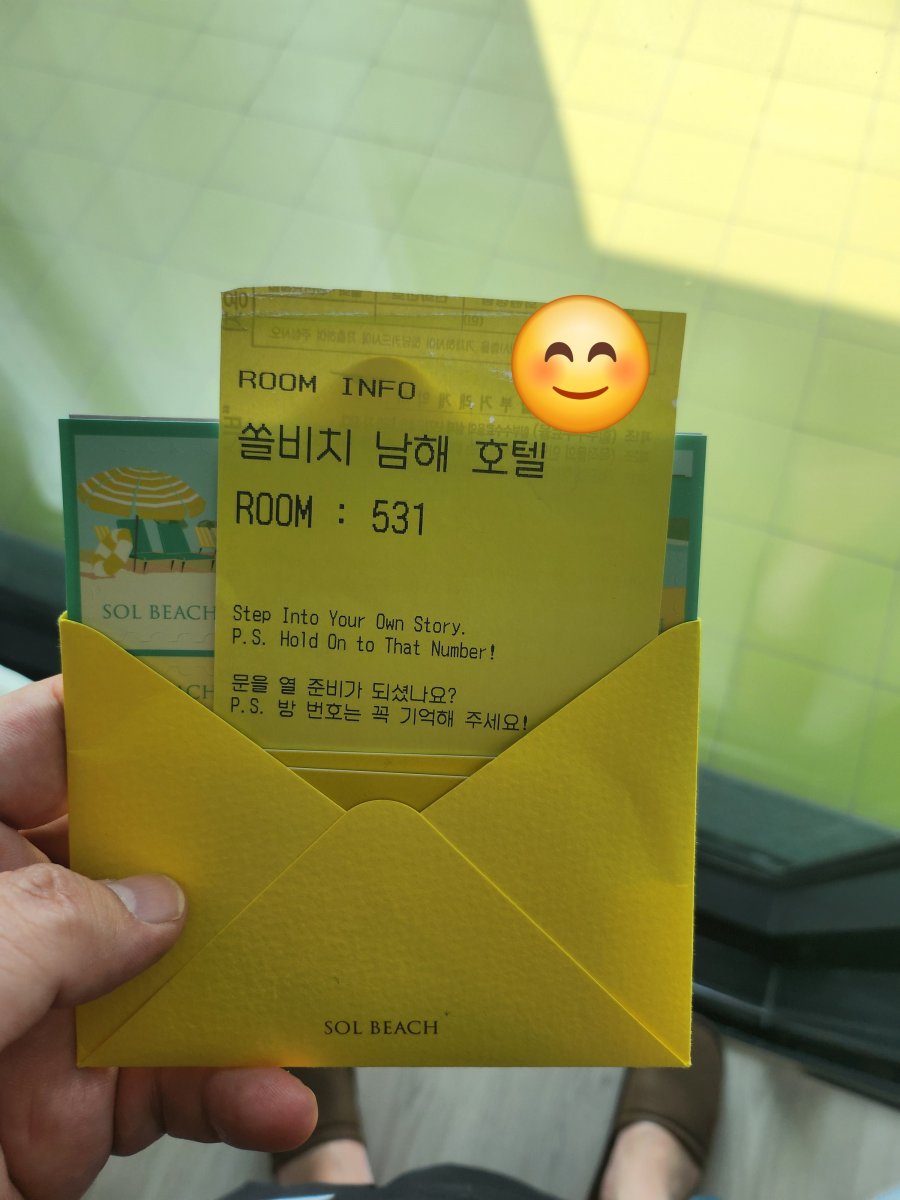 ROOM INFO
쏠비치 남해 호텔
ROOM : 531
Step Into Your Own Story.
P.S. Hold On to That Number!
문을 열 준비가 되셨나요?
P.S. 방 번호는 꼭 기억해 주세요!
SOL BEACH
SOL BEACH